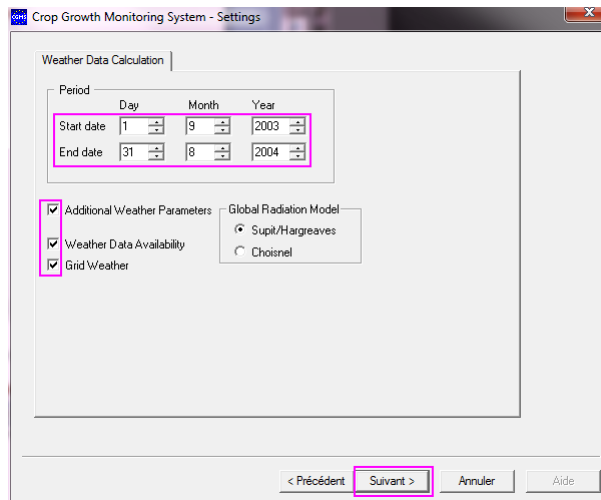 CGMS Crop Growth Monitoring System - Settings
Weather Data Calculation
Period
Day Month Year
Start date 1 9 2003
End date 31 8 2004
Additional Weather Parameters
Global Radiation Model
Supit/Hargreaves
Weather Data Availability
Choisnel
Grid Weather
< Précédent Suivant > Annuler Aide